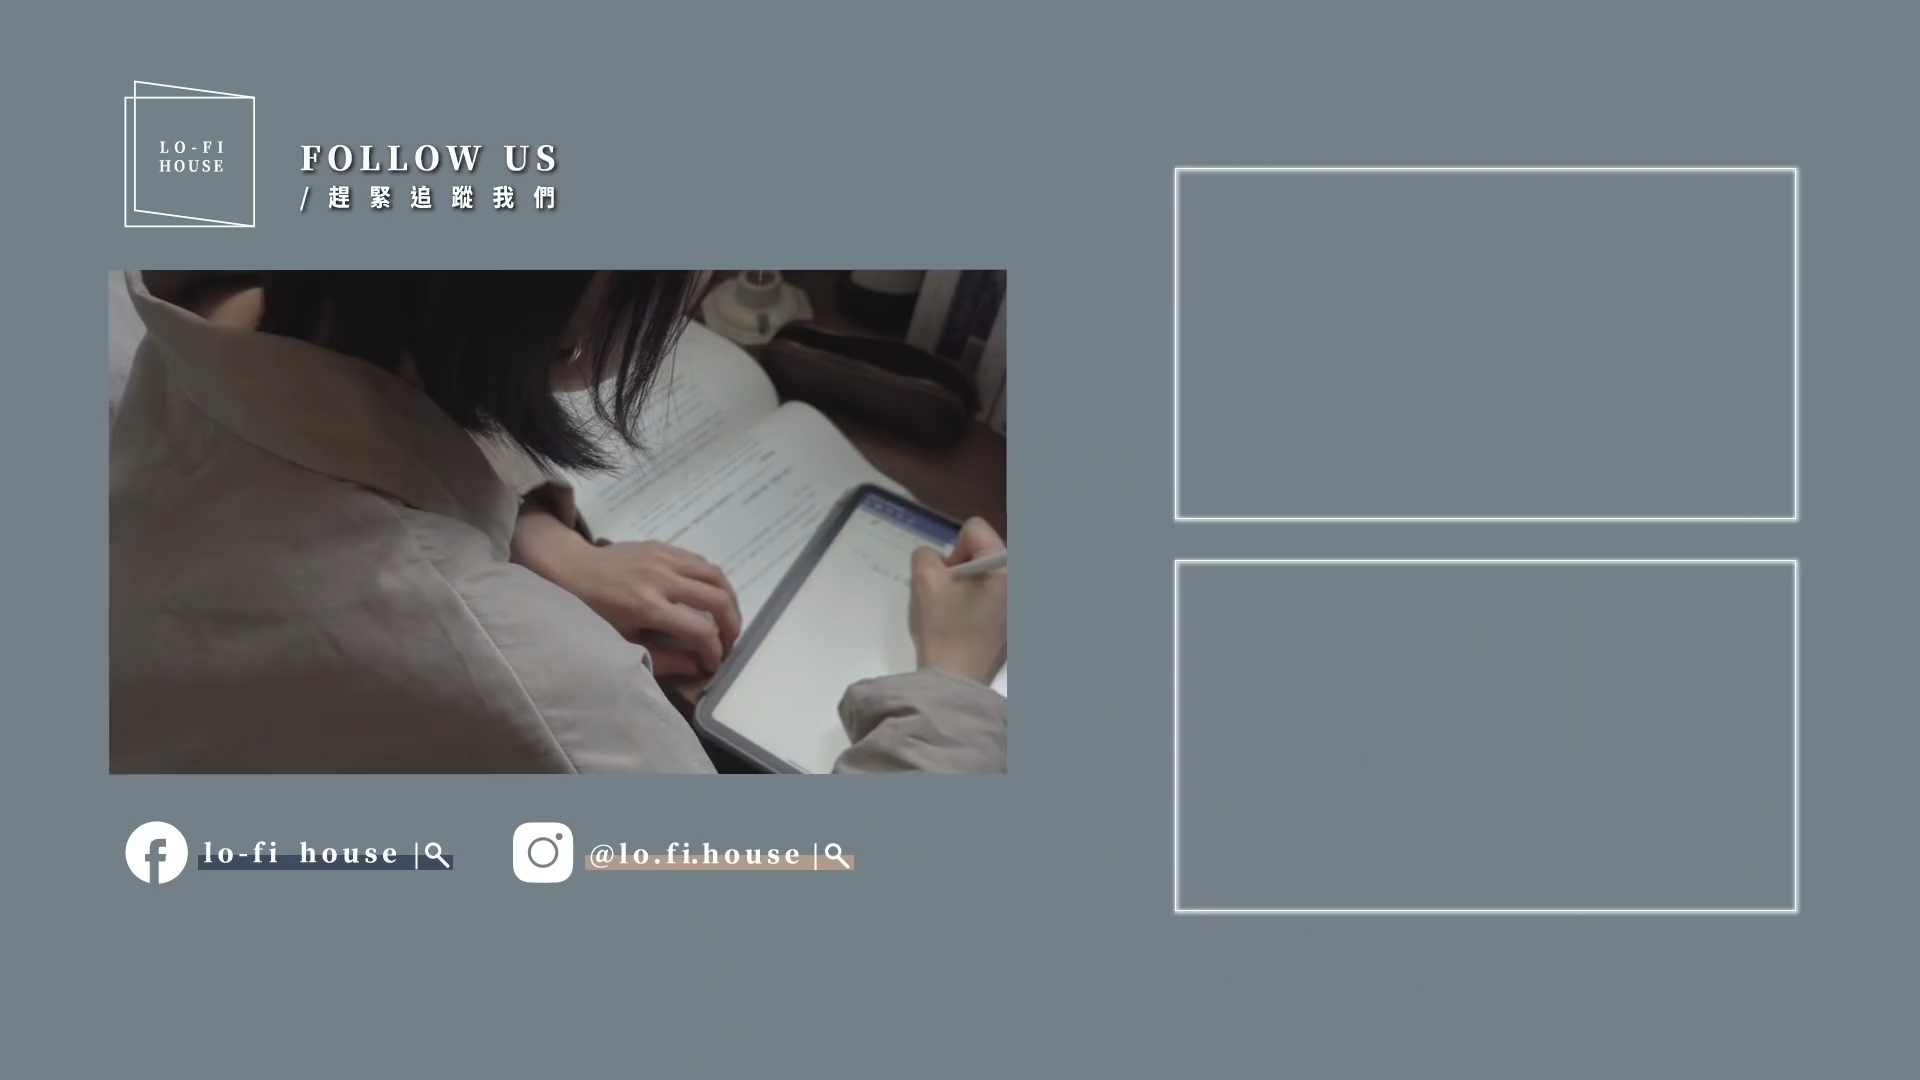 LO-FI
HOUSE
FOLLOW US
/ 趕緊追蹤我們
lo-fi house |
@lo.fi.house |